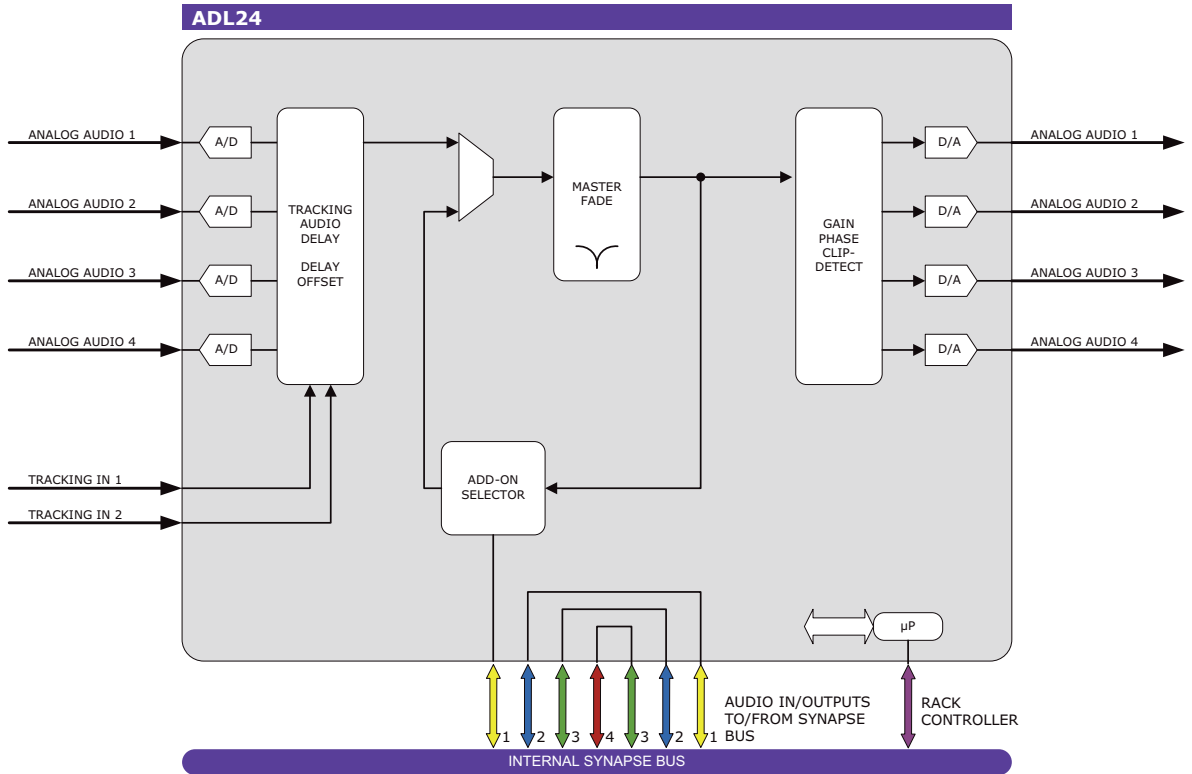 ADL24
ANALOG AUDIO 1
ANALOG AUDIO 2
ANALOG AUDIO 3
ANALOG AUDIO 4
A/D
A/D
A/D
A/D
TRACKING
AUDIO
DELAY
DELAY
OFFSET
MASTER
FADE
GAIN
PHASE
CLIP-
DETECT
D/A
D/A
D/A
D/A
ANALOG AUDIO 1
ANALOG AUDIO 2
ANALOG AUDIO 3
ANALOG AUDIO 4
TRACKING IN 1
TRACKING IN 2
ADD-ON
SELECTOR
µP
1 2 3 4 3 2 1
AUDIO IN/OUTPUTS
TO/FROM SYNAPSE
BUS
RACK
CONTROLLER
INTERNAL SYNAPSE BUS